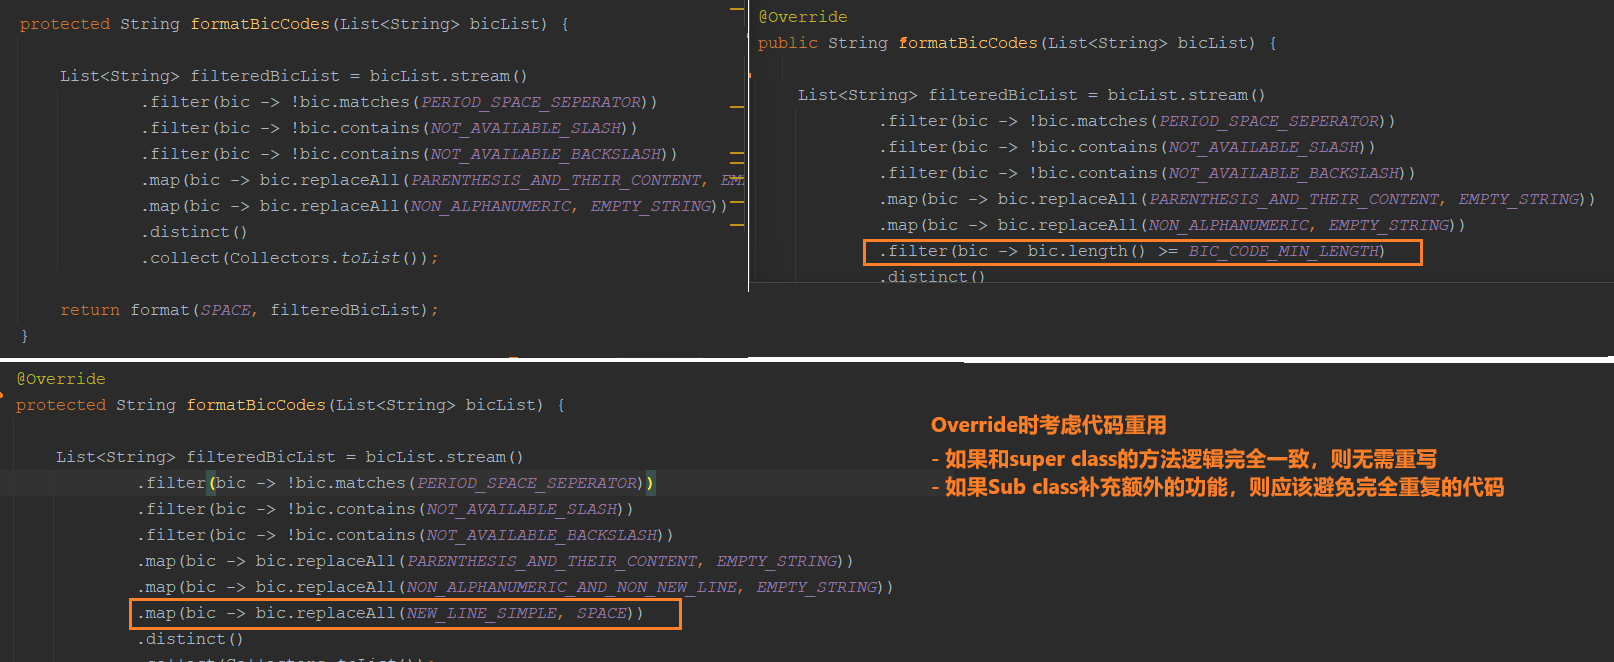 protected String formatBicCodes(List<String> bicList) {
List<String> filteredBicList = bicList.stream()
.filter(bic -> !bic.matches(PERIOD_SPACE_SEPERATOR))
.filter(bic -> !bic.contains(NOT_AVAILABLE_SLASH))
.filter(bic -> !bic.contains(NOT_AVAILABLE_BACKSLASH))
.map(bic -> bic.replaceAll(PARENTHESIS_AND_THEIR_CONTENT, EM
.map(bic -> bic.replaceAll(NON_ALPHANUMERIC, EMPTY_STRING))
.distinct()
.collect(Collectors.toList());
return format(SPACE, filteredBicList);
}
@Override
public String formatBicCodes(List<String> bicList) {
List<String> filteredBicList = bicList.stream()
.filter(bic -> !bic.matches(PERIOD_SPACE_SEPERATOR))
.filter(bic -> !bic.contains(NOT_AVAILABLE_SLASH))
.filter(bic -> !bic.contains(NOT_AVAILABLE_BACKSLASH))
.map(bic -> bic.replaceAll(PARENTHESIS_AND_THEIR_CONTENT, EMPTY_STRING))
.map(bic -> bic.replaceAll(NON_ALPHANUMERIC, EMPTY_STRING))
.filter(bic -> bic.length() >= BIC_CODE_MIN_LENGTH)
.distinct()
@Override
protected String formatBicCodes(List<String> bicList) {
List<String> filteredBicList = bicList.stream()
.filter(bic -> !bic.matches(PERIOD_SPACE_SEPERATOR))
.filter(bic -> !bic.contains(NOT_AVAILABLE_SLASH))
.filter(bic -> !bic.contains(NOT_AVAILABLE_BACKSLASH))
.map(bic -> bic.replaceAll(PARENTHESIS_AND_THEIR_CONTENT, EMPTY_STRING))
.map(bic -> bic.replaceAll(NON_ALPHANUMERIC_AND_NON_NEW_LINE, EMPTY_STRING))
.map(bic -> bic.replaceAll(NEW_LINE_SIMPLE, SPACE))
.distinct()
Override时考虑代码重用
- 如果和super class的方法逻辑完全一致，则无需重写
- 如果Sub class补充额外的功能，则应该避免完全重复的代码